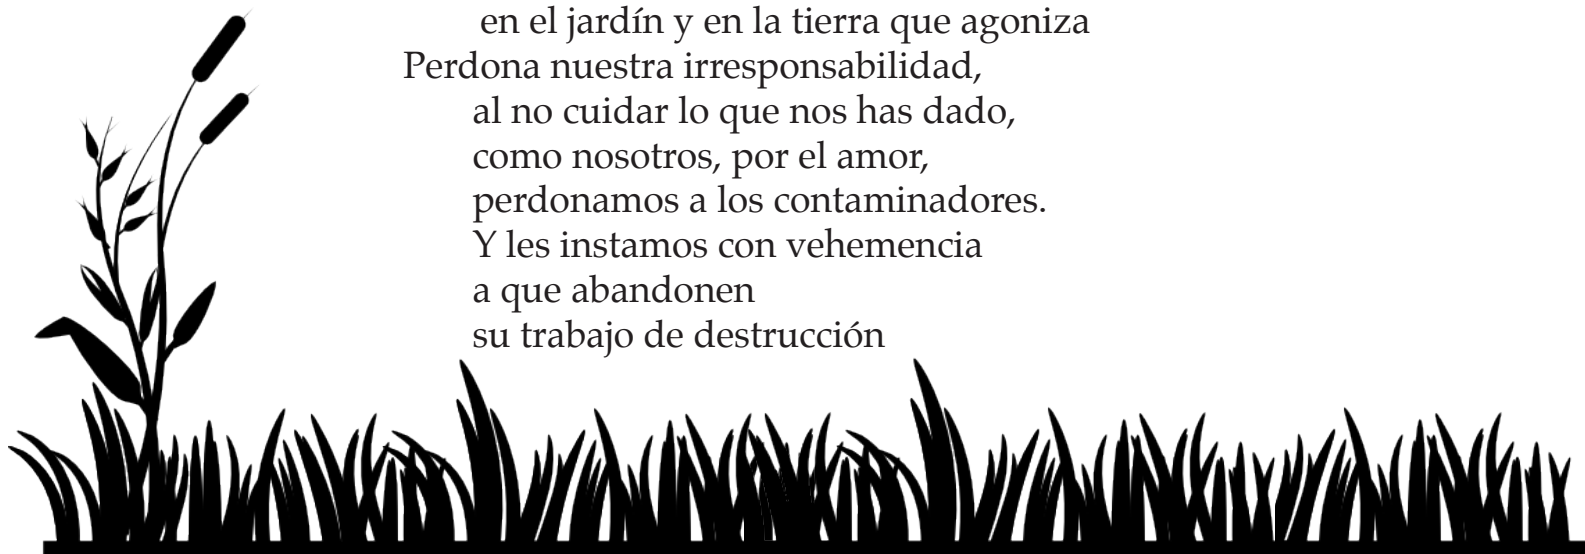 en el jardín y en la tierra que agoniza
Perdona nuestra irresponsabilidad,
al no cuidar lo que nos has dado,
como nosotros, por el amor,
perdonamos a los contaminadores.
Y les instamos con vehemencia
a que abandonen
su trabajo de destrucción